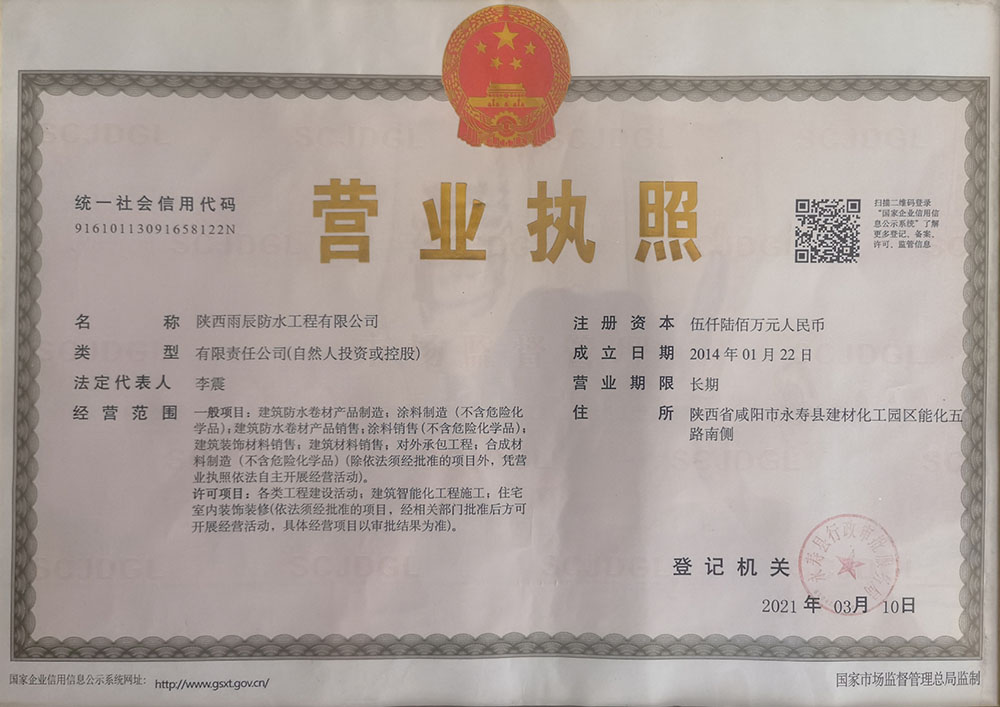 营业执照
统一社会信用代码
91610113091658122N
扫描二维码登录
“国家企业信用信
息公示系统”了解
更多登记、备案、
许可、监管信息
名称 陕西雨辰防水工程有限公司
类型 有限责任公司(自然人投资或控股)
法定代表人 李震
经营范围 一般项目：建筑防水卷材产品制造；涂料制造（不含危险化
学品）；建筑防水卷材产品销售；涂料销售（不含危险化学品）；
建筑装饰材料销售；建筑材料销售；对外承包工程；合成材
料制造（不含危险化学品）(除依法须经批准的项目外，凭营
业执照依法自主开展经营活动)。
许可项目：各类工程建设活动；建筑智能化工程施工；住宅
室内装饰装修(依法须经批准的项目，经相关部门批准后方可
开展经营活动，具体经营项目以审批结果为准)。
注册资本 伍仟陆佰万元人民币
成立日期 2014年01月22日
营业期限 长期
住所 陕西省咸阳市永寿县建材化工园区能化五
路南侧
登记机关
永寿县行政审批服务局
2021年 03月 10日
国家企业信用信息公示系统网址： http://www.gsxt.gov.cn/
国家市场监督管理总局监制